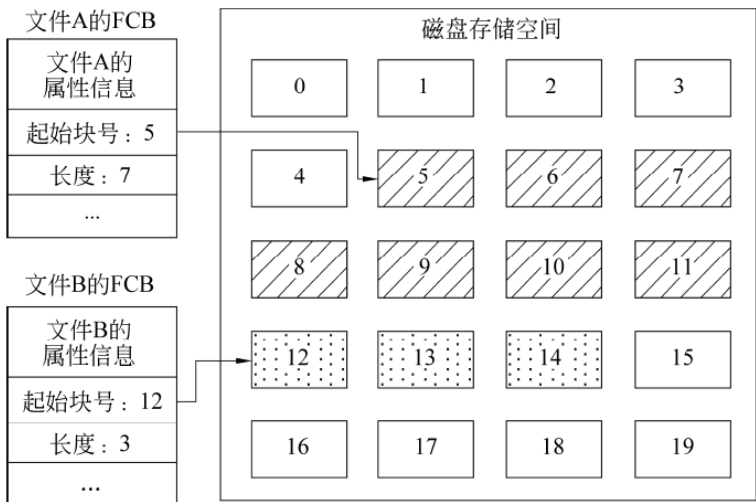 文件A的FCB
文件A的
属性信息
起始块号：5
长度：7
...
文件B的FCB
文件B的
属性信息
起始块号：12
长度：3
...
磁盘存储空间
0 1 2 3
4 5 6 7
8 9 10 11
12 13 14 15
16 17 18 19